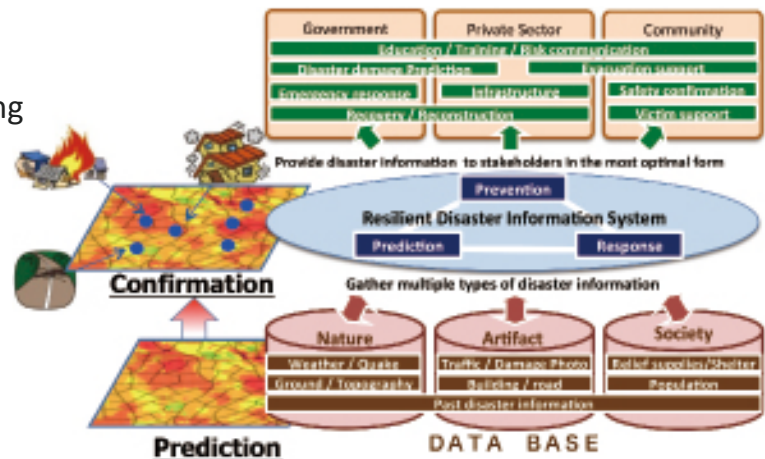 Government Private Sector Community
Education / Training / Risk communication
Disaster damage Prediction Evacuation support
Emergency response Infrastructure Safety confirmation
Recovery / Reconstruction Victim support
ng
Provide disaster information to stakeholders in the most optimal form
Prevention
Resilient Disaster Information System
Prediction Response
Confirmation
Gather multiple types of disaster information
Nature Artifact Society
Weather / Quake Traffic / Damage Photo Relief supplies/Shelter
Ground / Topography Building / road Population
Past disaster information
Prediction
DATA BASE